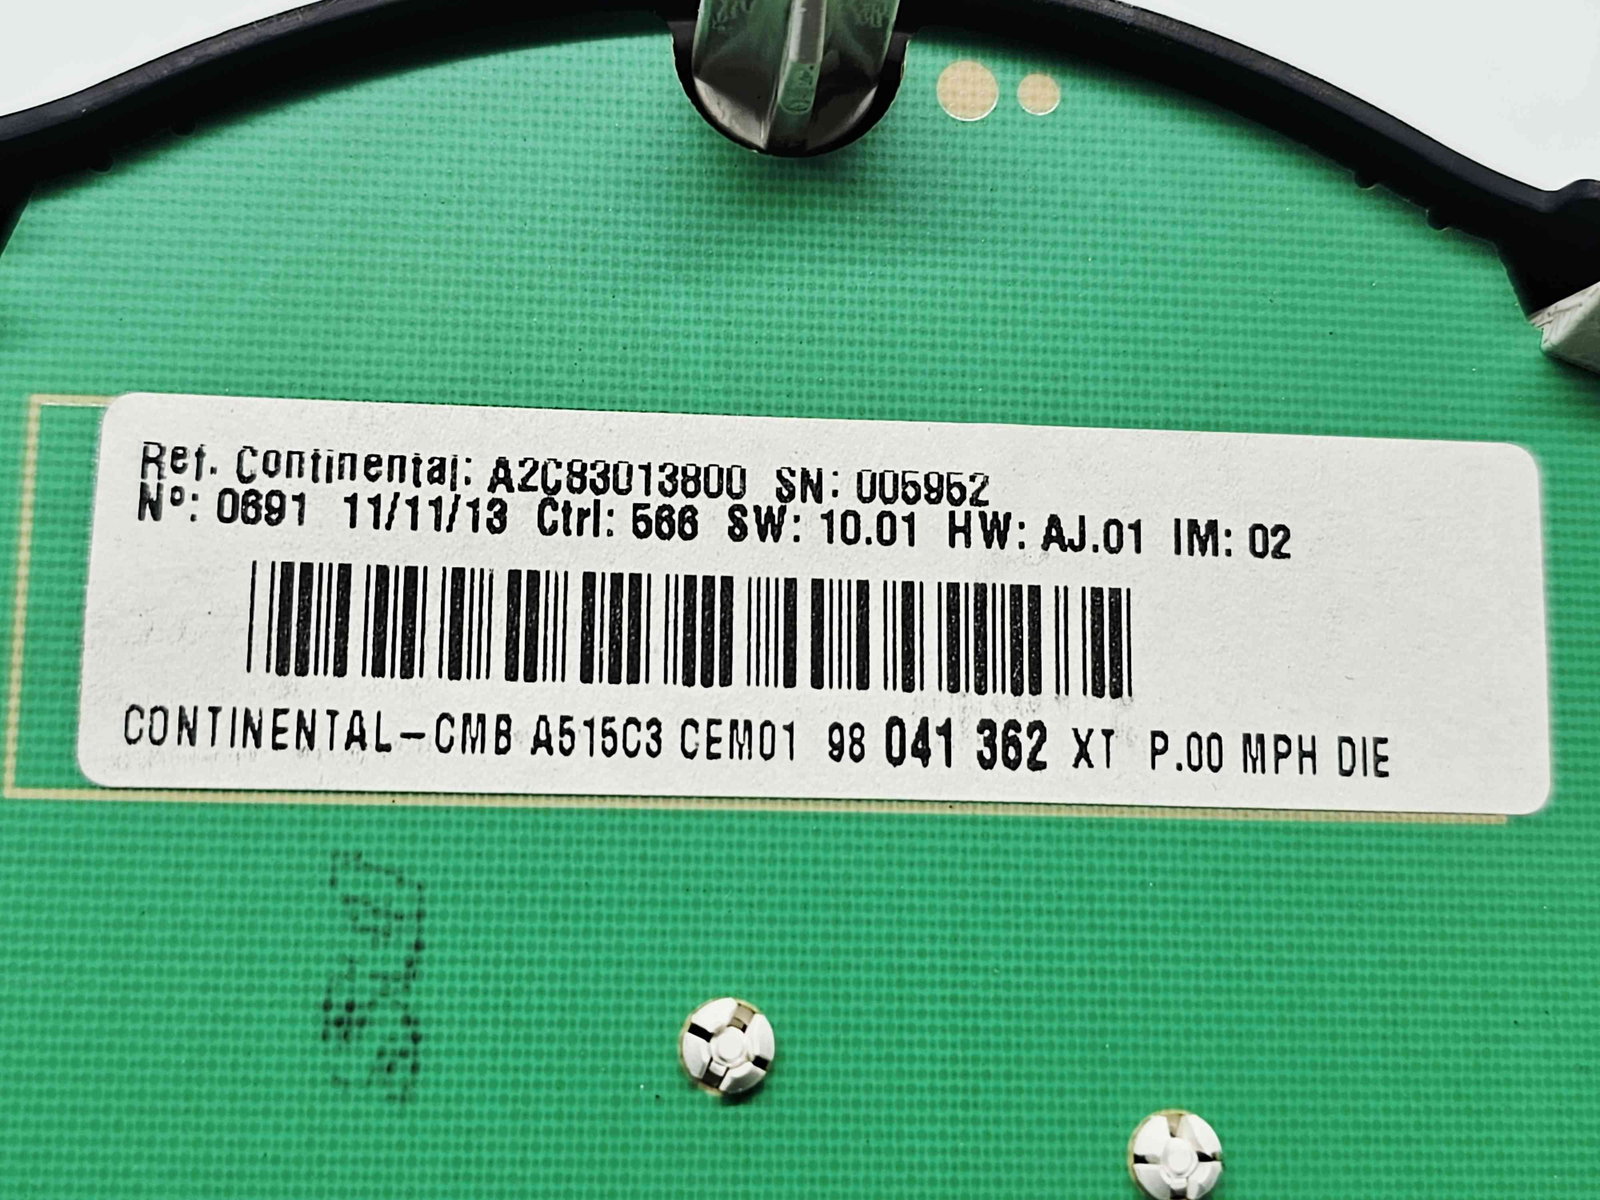 Ref. Continental: A2C83013800 SN: 005952
Nº: 0691 11/11/13 Ctrl: 566 SW: 10.01 HW: AJ.01 IM: 02
CONTINENTAL-CMB A515C3 CEM01 98 041 362 XT P.00 MPH DIE